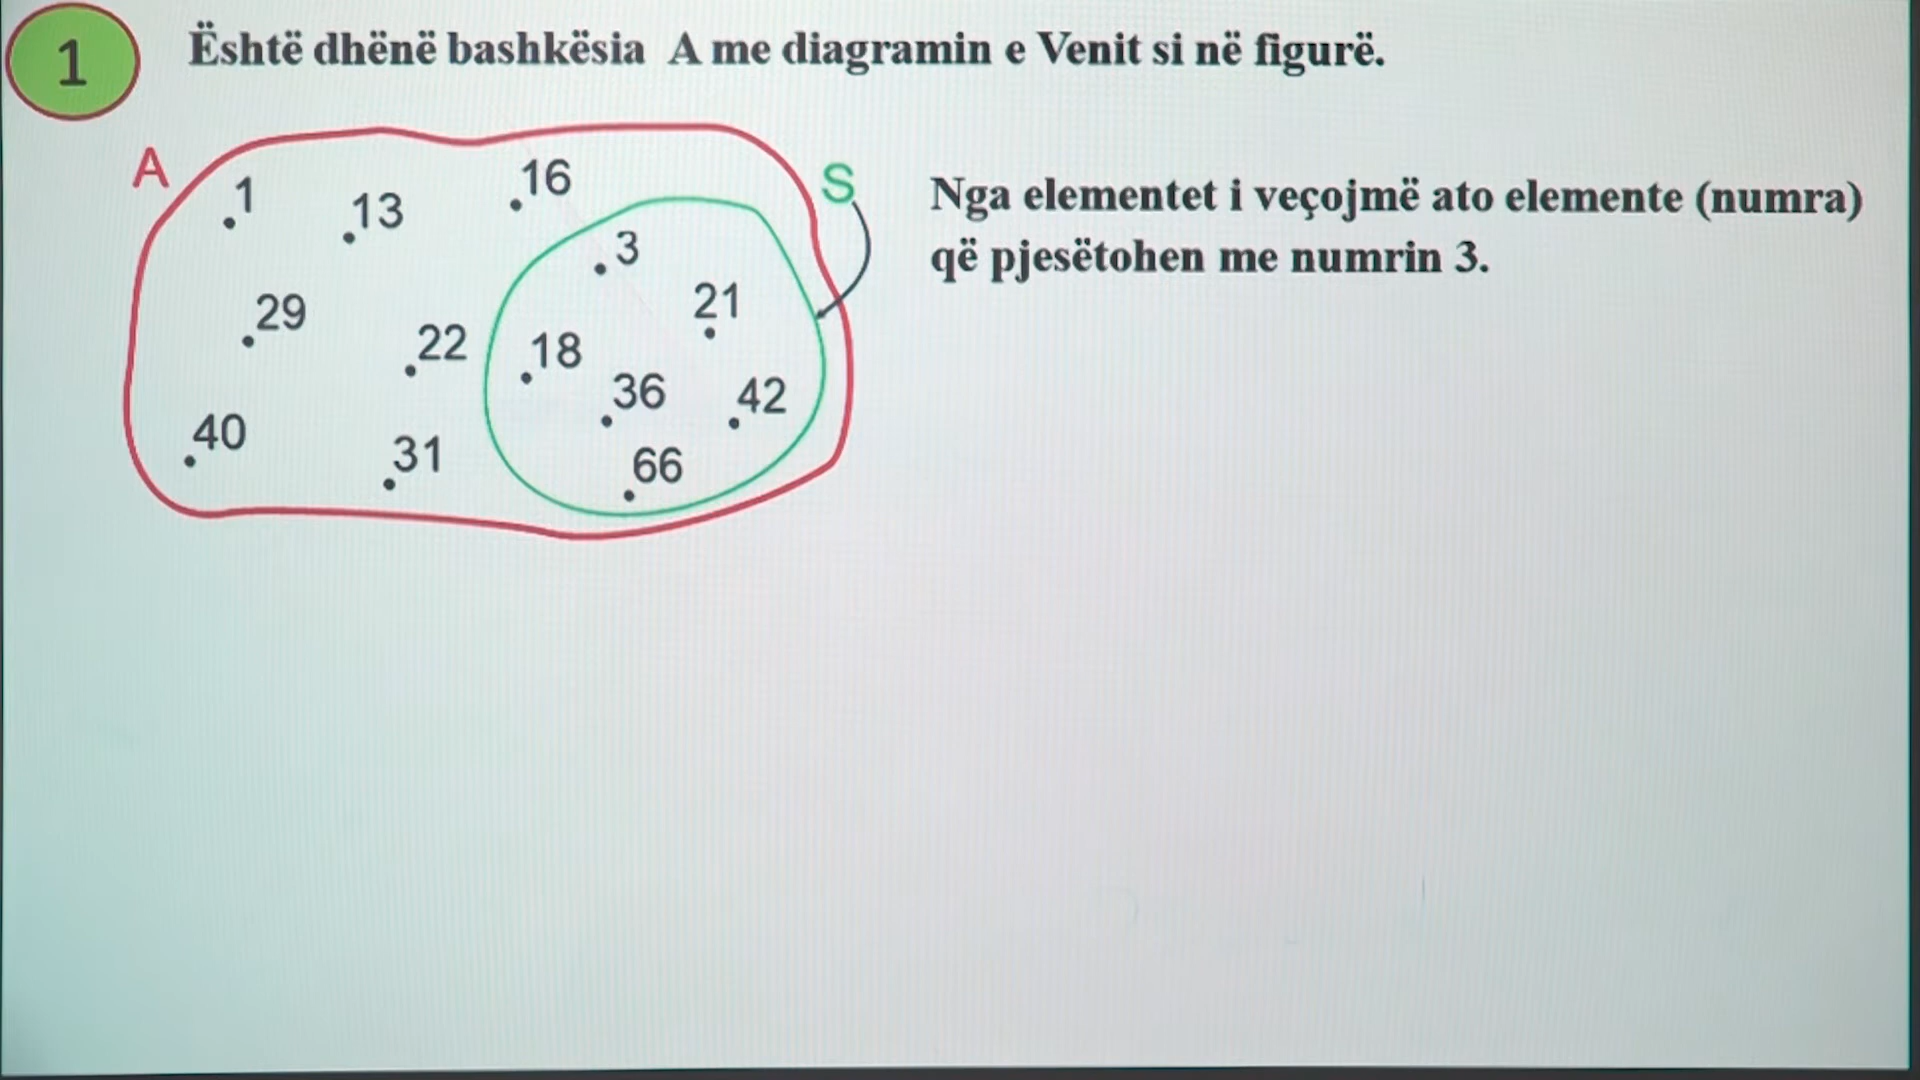 1
Është dhënë bashkësia A me diagramin e Venit si në figurë.
A
S
.1
.13
.16
.3
.21
.29
.22
.18
.36
.42
.40
.31
.66
Nga elementet i veçojmë ato elemente (numra)
që pjesëtohen me numrin 3.